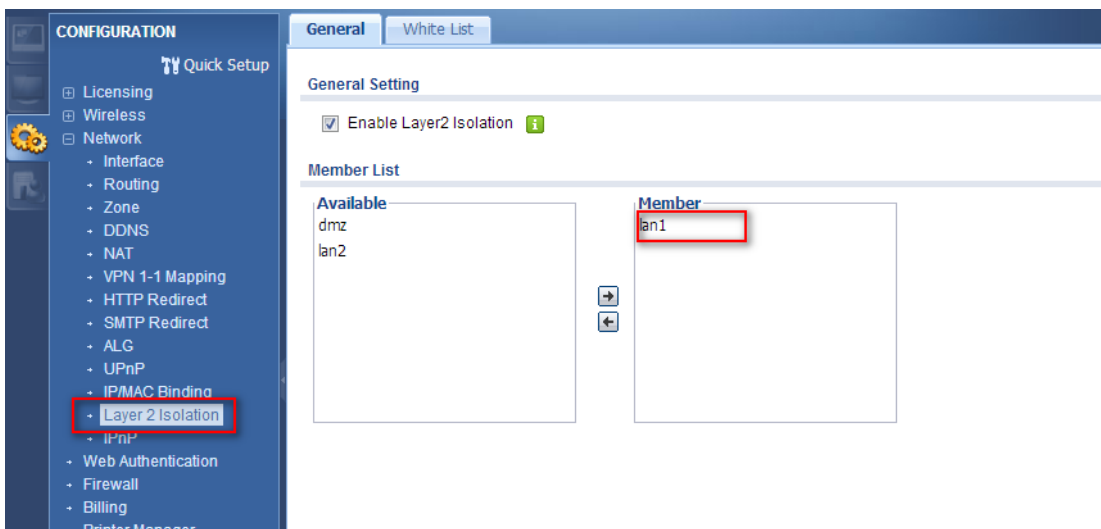 CONFIGURATION
Quick Setup
Licensing
Wireless
Network
Interface
Routing
Zone
DDNS
NAT
VPN 1-1 Mapping
HTTP Redirect
SMTP Redirect
ALG
UPnP
IP/MAC Binding
Layer 2 Isolation
IPnP
Web Authentication
Firewall
Billing
Printer Manager
General White List
General Setting
Enable Layer2 Isolation
Member List
Available
dmz
lan2
Member
lan1